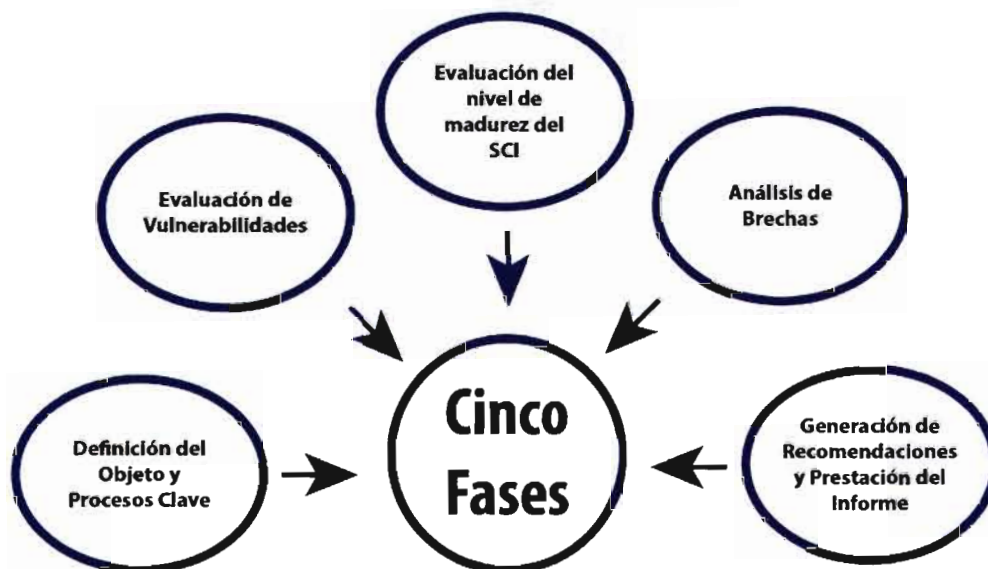 Evaluación del
nivel de
madurez del
SCI
Evaluación de
Vulnerabilidades
Análisis de
Brechas
Definición del
Objeto y
Procesos Clave
Cinco
Fases
Generación de
Recomendaciones
y Prestación del
Informe